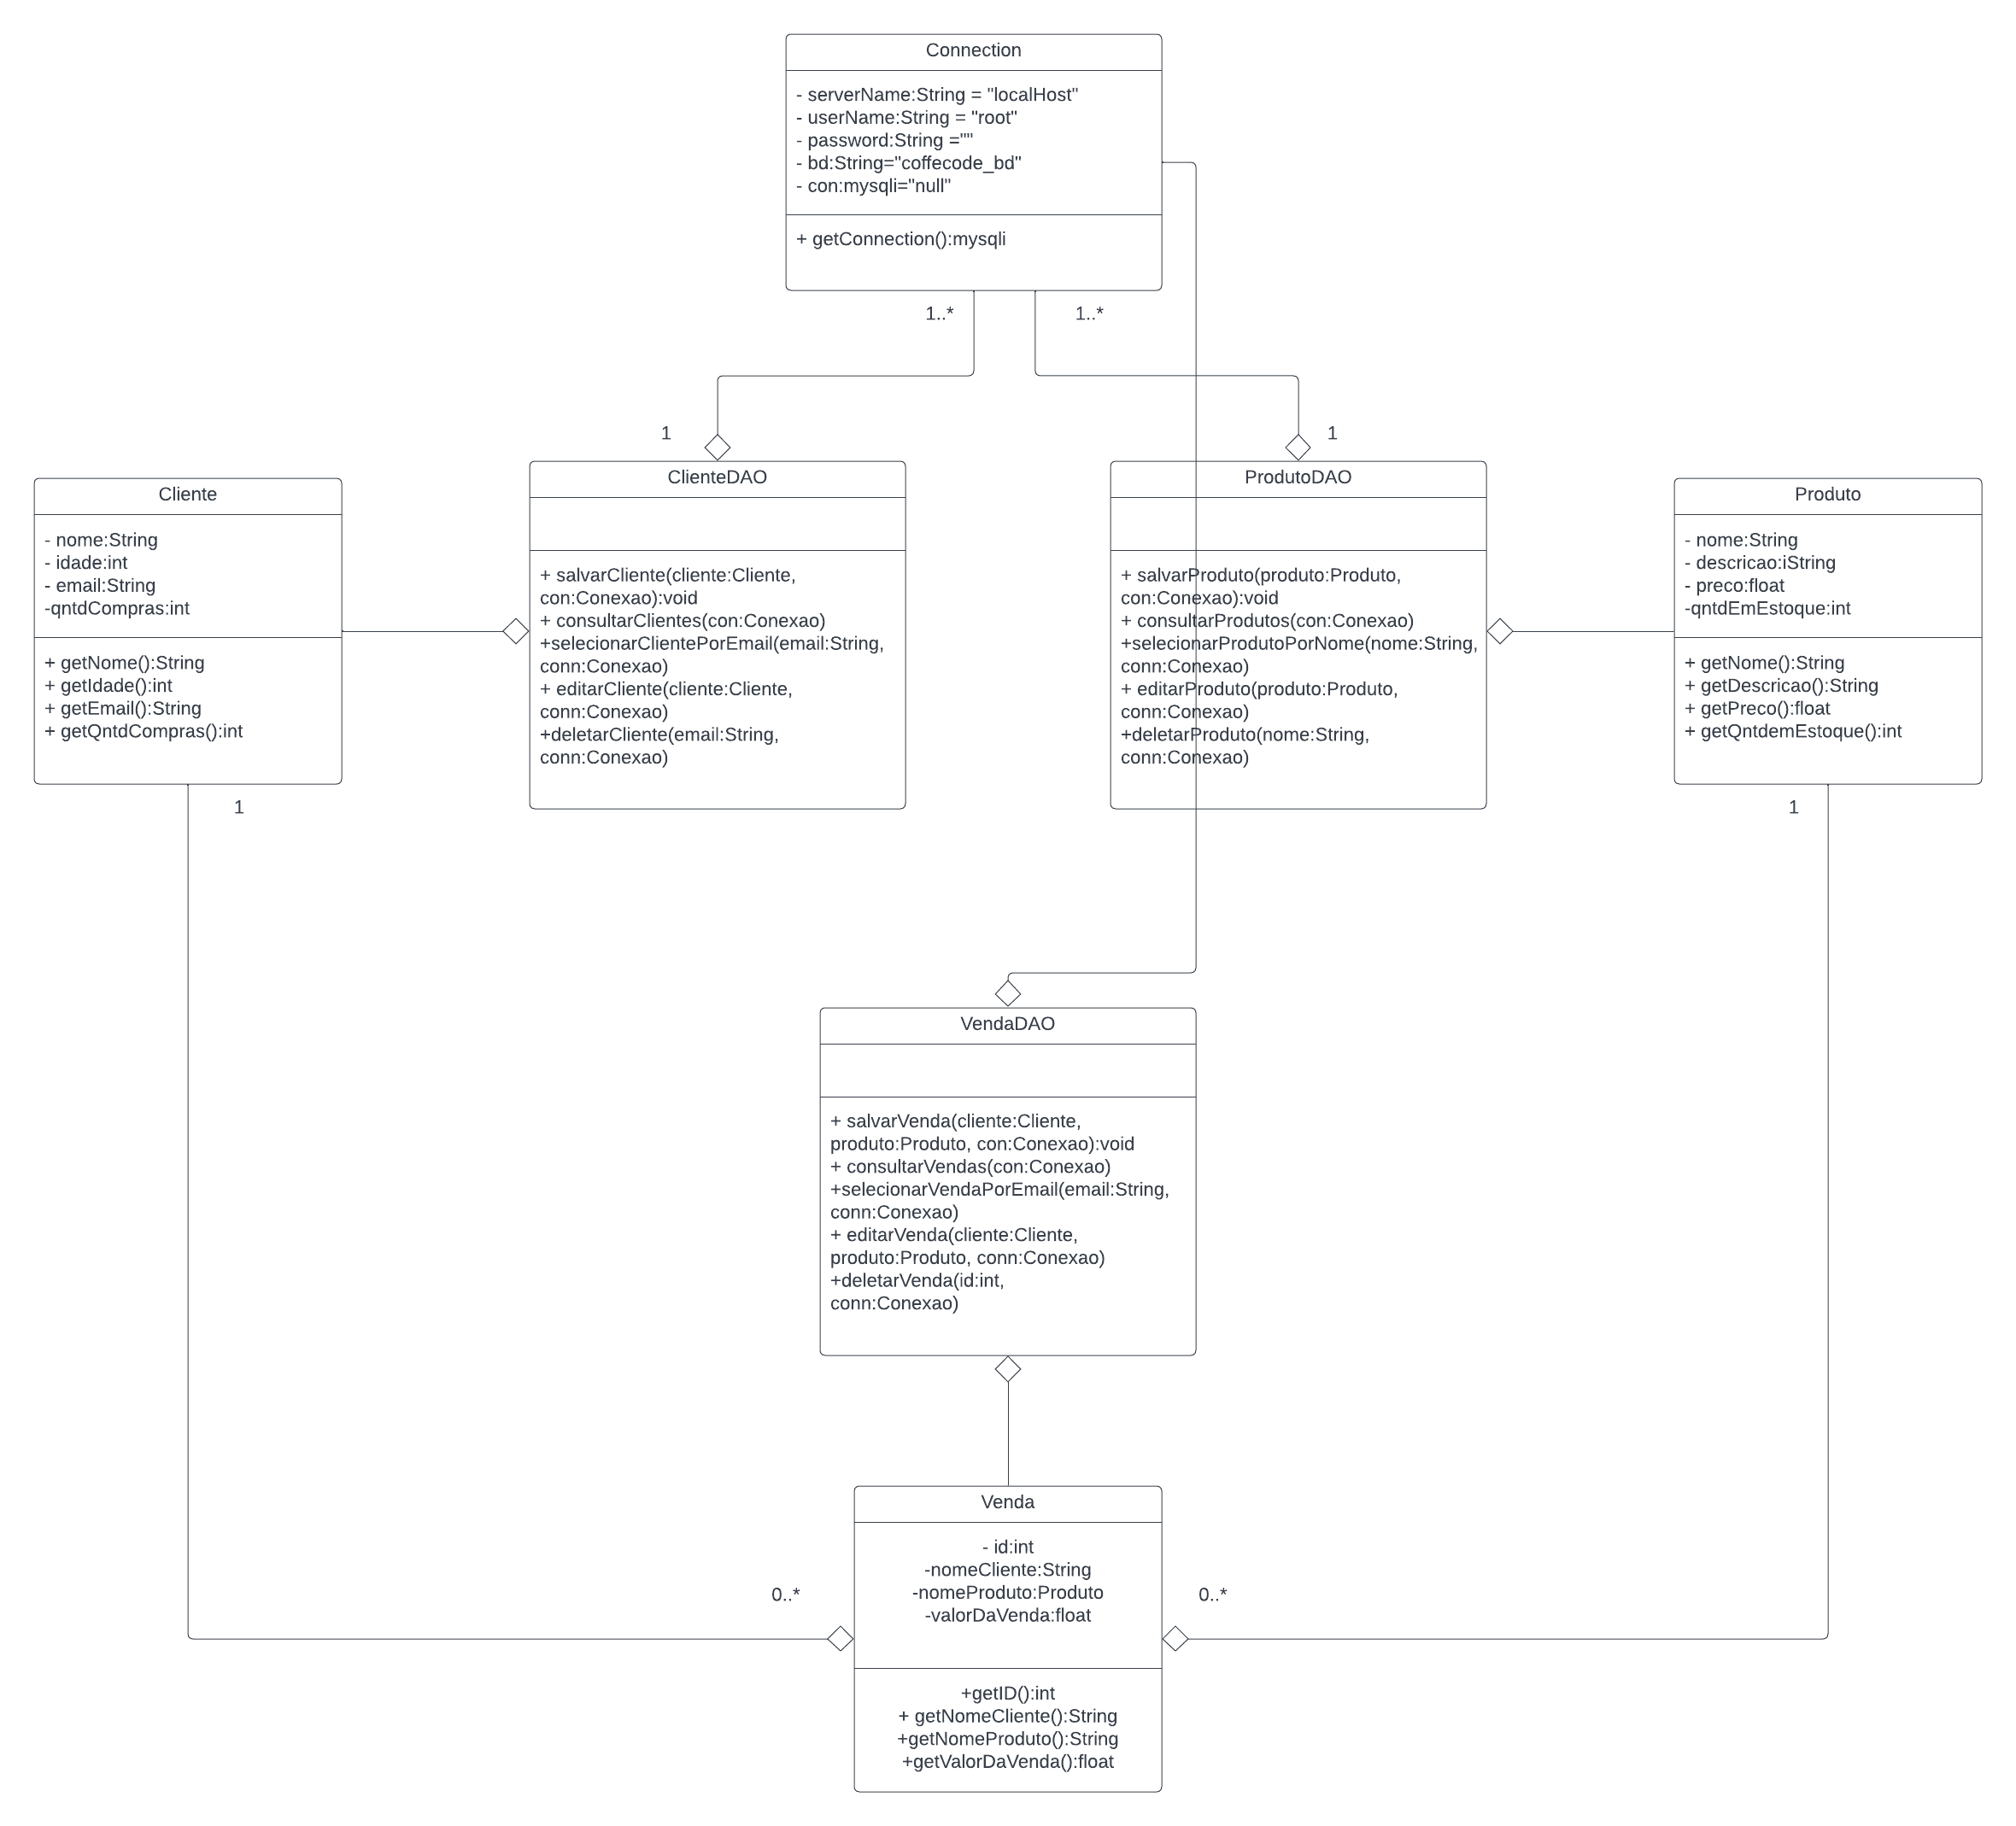 Connection
- serverName:String = "localHost"
- userName:String = "root"
- password:String =""
- bd:String="coffecode_bd"
- con:mysqli="null"
+ getConnection():mysqli
1..*
1..*
1
1
Cliente
- nome:String
- idade:int
- email:String
-qntdCompras:int
+ getNome():String
+ getIdade():int
+ getEmail():String
+ getQntdCompras():int
1
ClienteDAO
+ salvarCliente(cliente:Cliente,
con:Conexao):void
+ consultarClientes(con:Conexao)
+selecionarClientePorEmail(email:String,
conn:Conexao)
+ editarCliente(cliente:Cliente,
conn:Conexao)
+deletarCliente(email:String,
conn:Conexao)
ProdutoDAO
+ salvarProduto(produto:Produto,
con:Conexao):void
+ consultarProdutos(con:Conexao)
+selecionarProdutoPorNome(nome:String,
conn:Conexao)
+ editarProduto(produto:Produto,
conn:Conexao)
+deletarProduto(nome:String,
conn:Conexao)
Produto
- nome:String
- descricao:iString
- preco:float
-qntdEmEstoque:int
+ getNome():String
+ getDescricao():String
+ getPreco():float
+ getQntdemEstoque():int
1
VendaDAO
+ salvarVenda(cliente:Cliente,
produto:Produto, con:Conexao):void
+ consultarVendas(con:Conexao)
+selecionarVendaPorEmail(email:String,
conn:Conexao)
+ editarVenda(cliente:Cliente,
produto:Produto, conn:Conexao)
+deletarVenda(id:int,
conn:Conexao)
Venda
- id:int
-nomeCliente:String
-nomeProduto:Produto
-valorDaVenda:float
0..*
0..*
+getID():int
+ getNomeCliente():String
+getNomeProduto():String
+getValorDaVenda():float